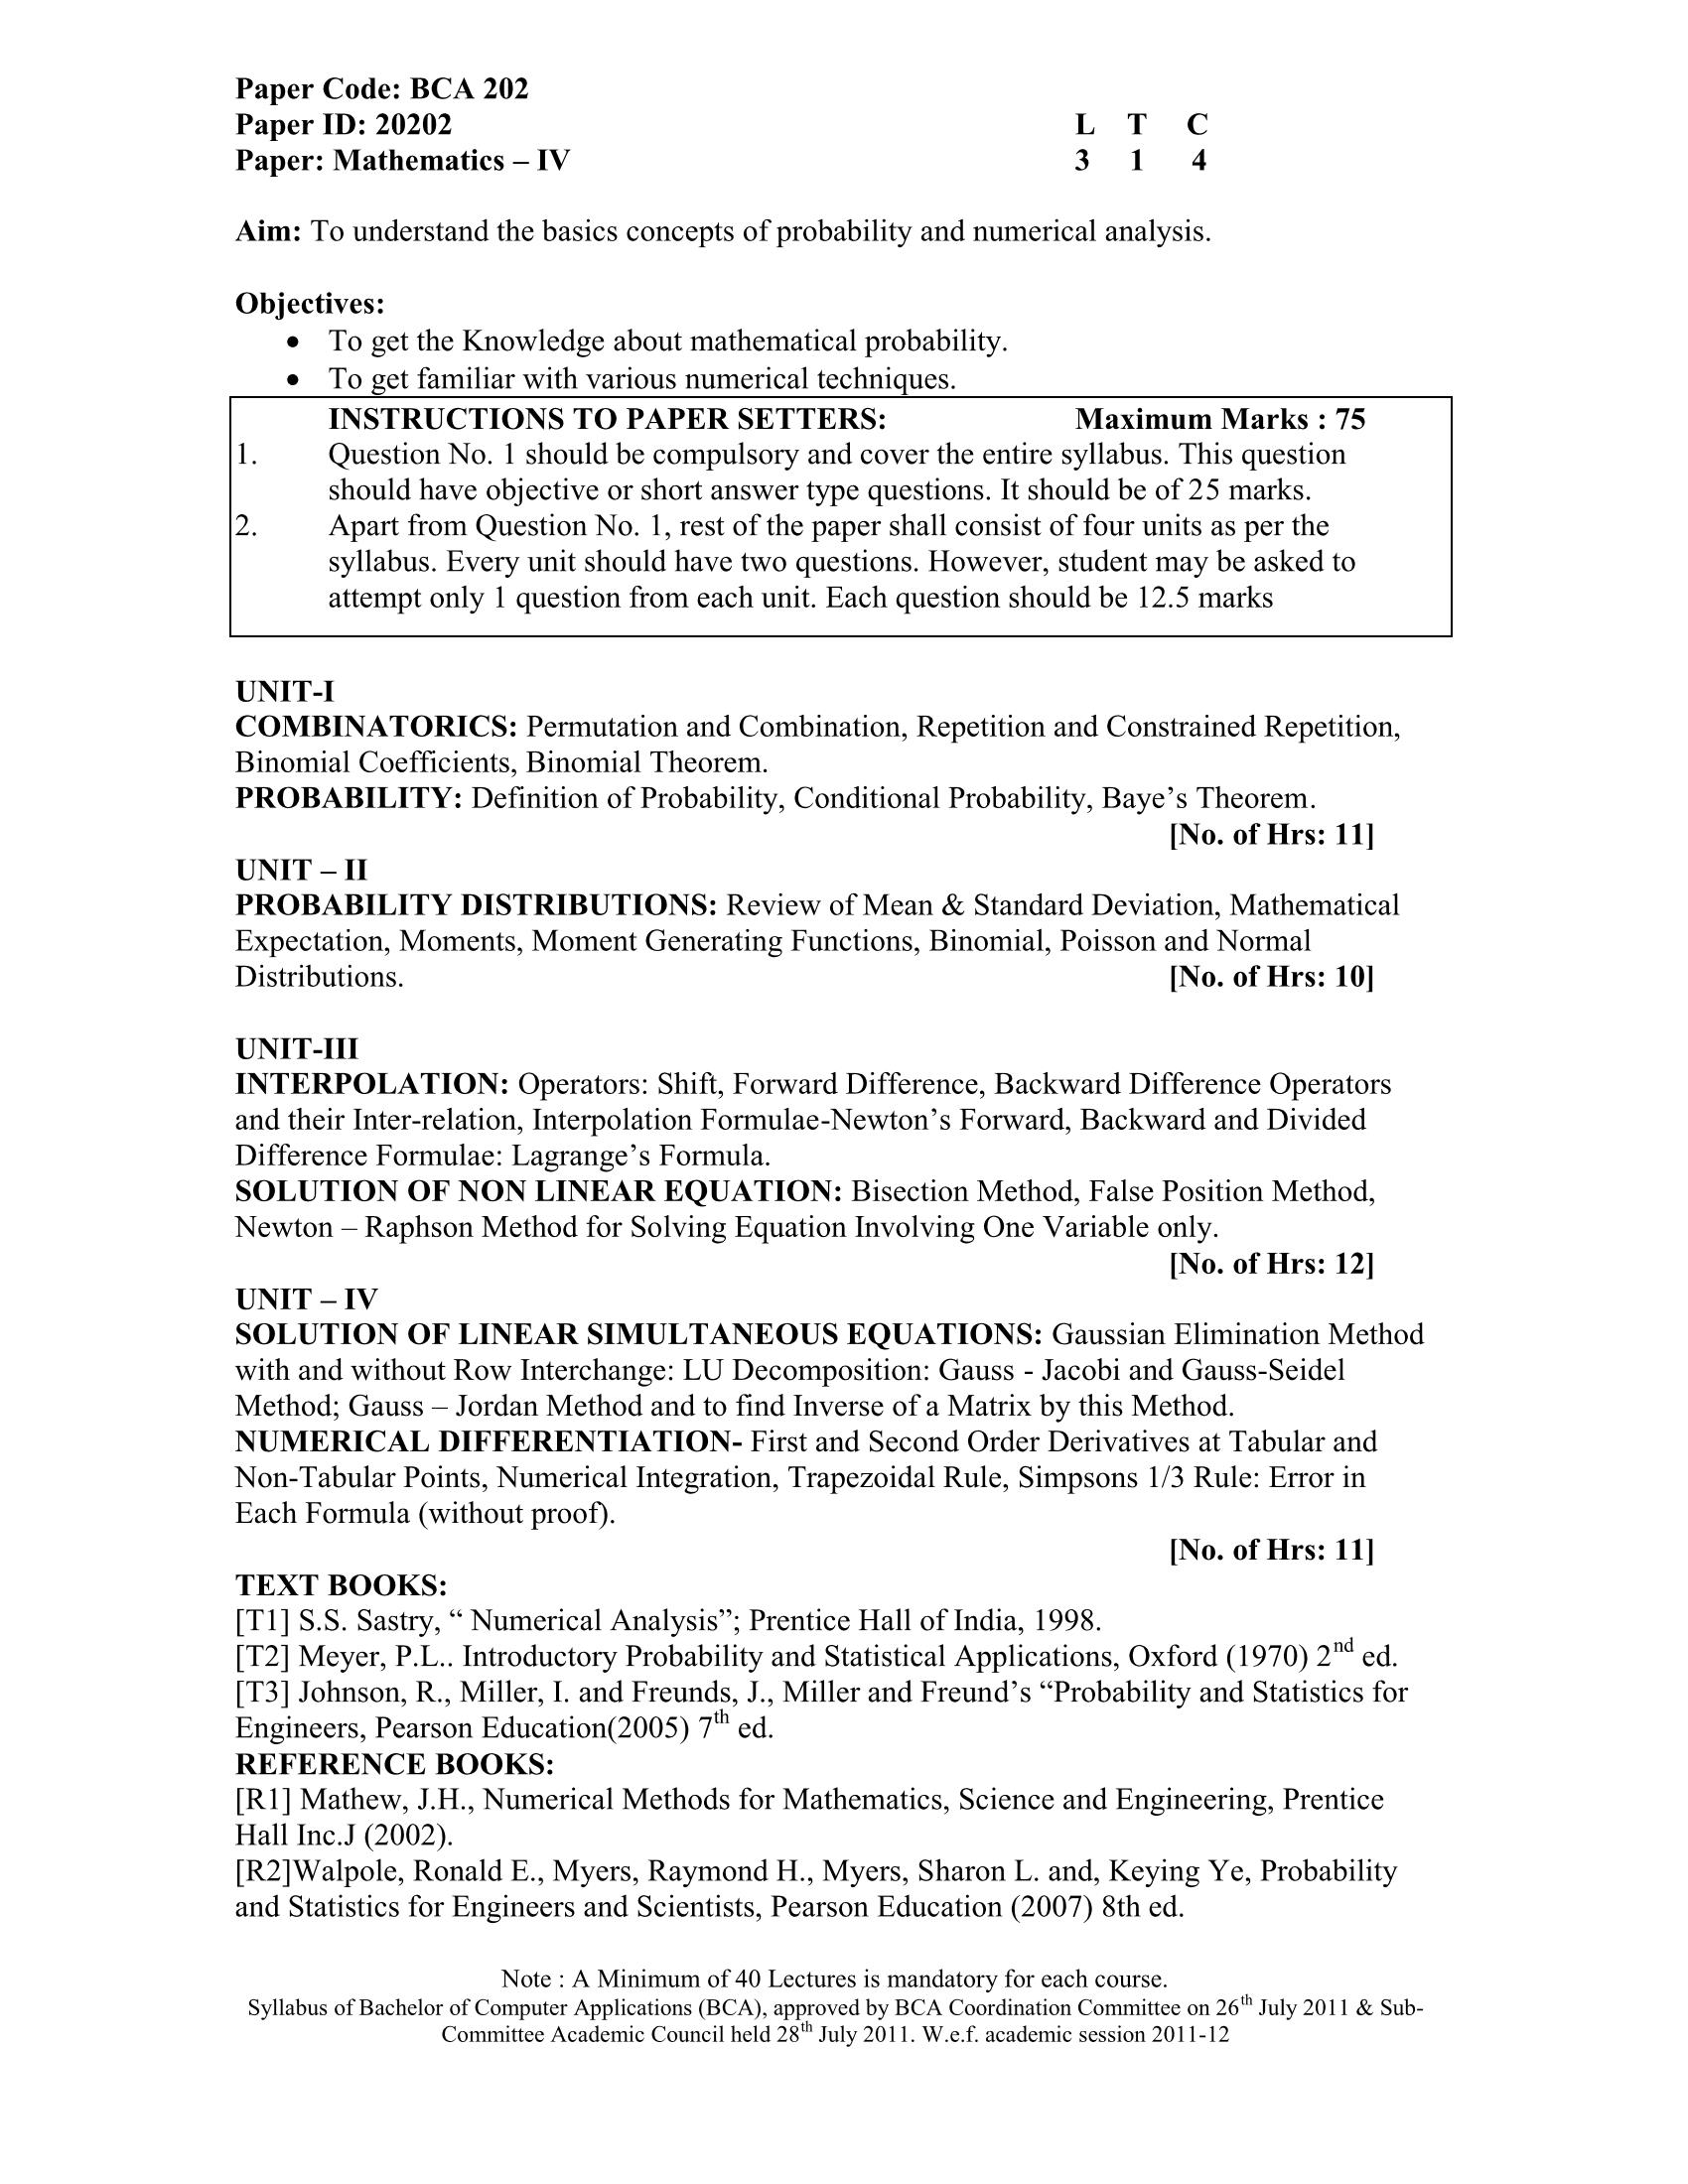 Paper Code: BCA 202
Paper ID: 20202 L T C
Paper: Mathematics – IV 3 1 4
Aim: To understand the basics concepts of probability and numerical analysis.
Objectives:
• To get the Knowledge about mathematical probability.
• To get familiar with various numerical techniques.
INSTRUCTIONS TO PAPER SETTERS: Maximum Marks : 75
1. Question No. 1 should be compulsory and cover the entire syllabus. This question
should have objective or short answer type questions. It should be of 25 marks.
2. Apart from Question No. 1, rest of the paper shall consist of four units as per the
syllabus. Every unit should have two questions. However, student may be asked to
attempt only 1 question from each unit. Each question should be 12.5 marks
UNIT-I
COMBINATORICS: Permutation and Combination, Repetition and Constrained Repetition,
Binomial Coefficients, Binomial Theorem.
PROBABILITY: Definition of Probability, Conditional Probability, Baye’s Theorem.
[No. of Hrs: 11]
UNIT – II
PROBABILITY DISTRIBUTIONS: Review of Mean & Standard Deviation, Mathematical
Expectation, Moments, Moment Generating Functions, Binomial, Poisson and Normal
Distributions. [No. of Hrs: 10]
UNIT-III
INTERPOLATION: Operators: Shift, Forward Difference, Backward Difference Operators
and their Inter-relation, Interpolation Formulae-Newton’s Forward, Backward and Divided
Difference Formulae: Lagrange’s Formula.
SOLUTION OF NON LINEAR EQUATION: Bisection Method, False Position Method,
Newton – Raphson Method for Solving Equation Involving One Variable only.
[No. of Hrs: 12]
UNIT – IV
SOLUTION OF LINEAR SIMULTANEOUS EQUATIONS: Gaussian Elimination Method
with and without Row Interchange: LU Decomposition: Gauss - Jacobi and Gauss-Seidel
Method; Gauss – Jordan Method and to find Inverse of a Matrix by this Method.
NUMERICAL DIFFERENTIATION- First and Second Order Derivatives at Tabular and
Non-Tabular Points, Numerical Integration, Trapezoidal Rule, Simpsons 1/3 Rule: Error in
Each Formula (without proof).
[No. of Hrs: 11]
TEXT BOOKS:
[T1] S.S. Sastry, “ Numerical Analysis”; Prentice Hall of India, 1998.
[T2] Meyer, P.L.. Introductory Probability and Statistical Applications, Oxford (1970) 2nd ed.
[T3] Johnson, R., Miller, I. and Freunds, J., Miller and Freund’s “Probability and Statistics for
Engineers, Pearson Education(2005) 7th ed.
REFERENCE BOOKS:
[R1] Mathew, J.H., Numerical Methods for Mathematics, Science and Engineering, Prentice
Hall Inc.J (2002).
[R2]Walpole, Ronald E., Myers, Raymond H., Myers, Sharon L. and, Keying Ye, Probability
and Statistics for Engineers and Scientists, Pearson Education (2007) 8th ed.
Note : A Minimum of 40 Lectures is mandatory for each course.
Syllabus of Bachelor of Computer Applications (BCA), approved by BCA Coordination Committee on 26th July 2011 & Sub-
Committee Academic Council held 28th July 2011. W.e.f. academic session 2011-12